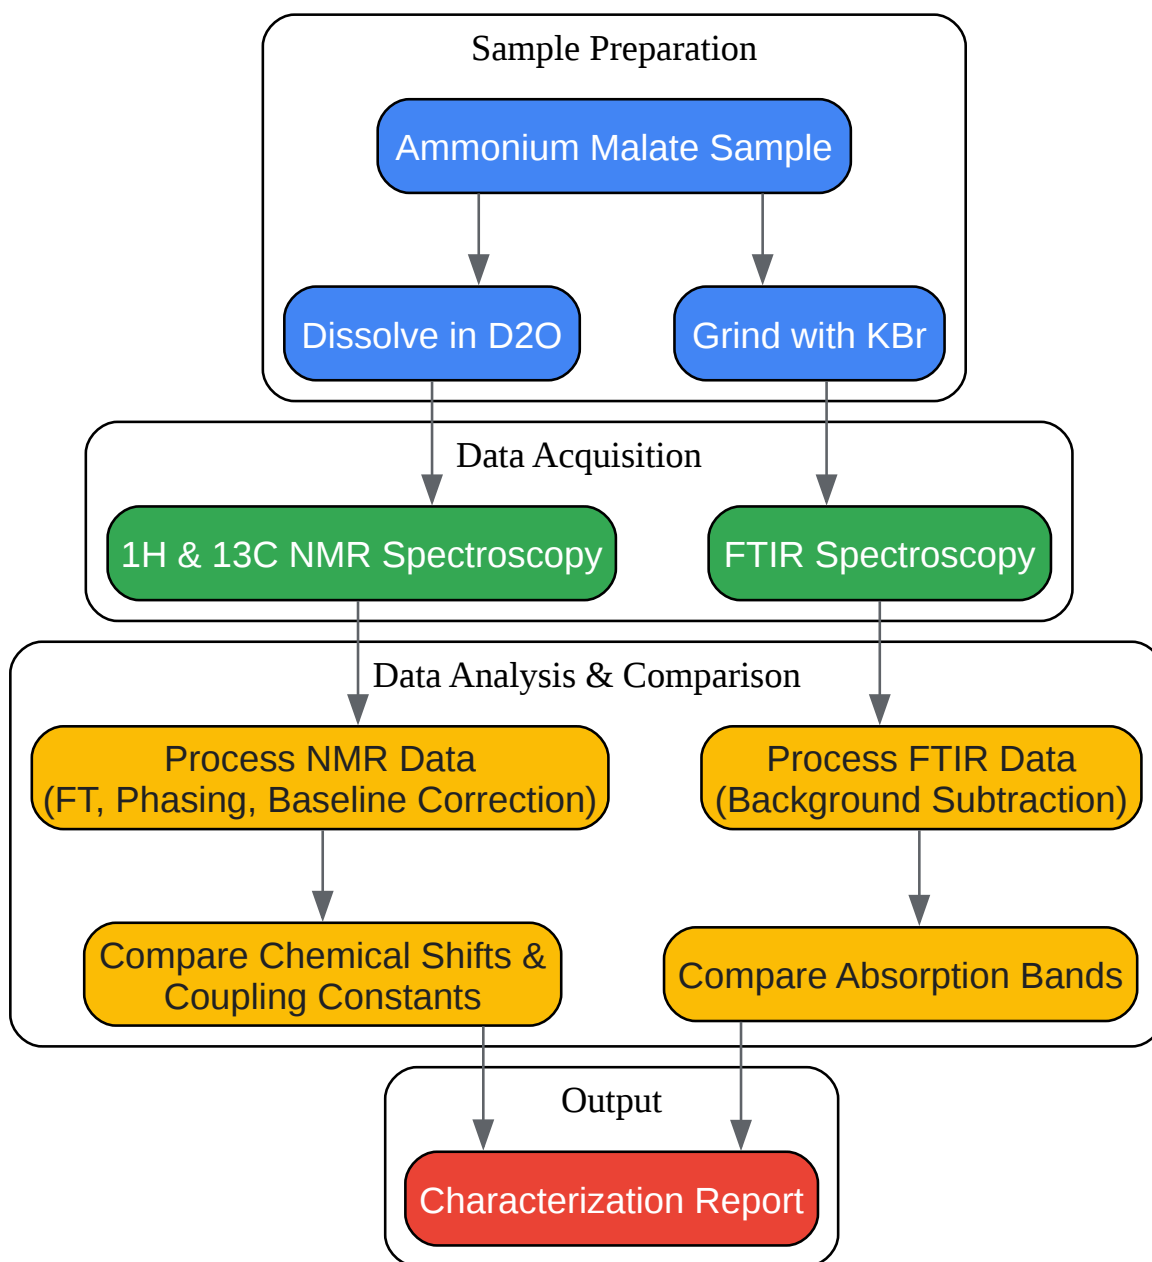 Sample Preparation
Ammonium Malate Sample
Dissolve in D2O
Grind with KBr
Data Acquisition
1H & 13C NMR Spectroscopy
FTIR Spectroscopy
Data Analysis & Comparison
Process NMR Data
(FT, Phasing, Baseline Correction)
Process FTIR Data
(Background Subtraction)
Compare Chemical Shifts &
Coupling Constants
Compare Absorption Bands
Output
Characterization Report